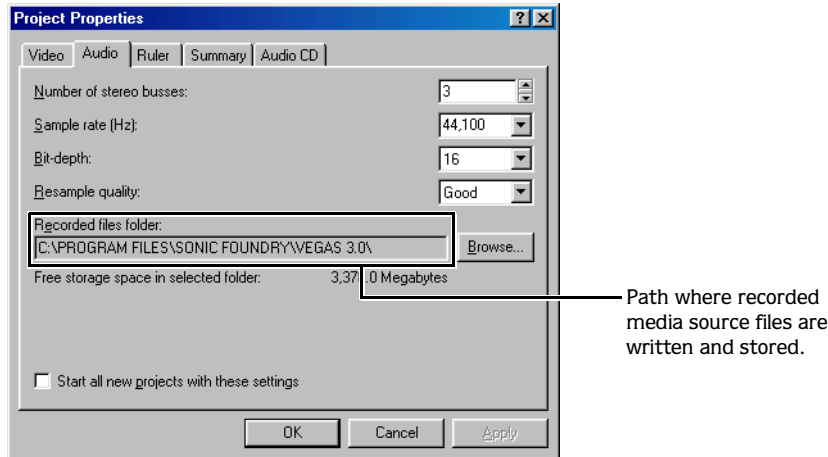 Project Properties
Video Audio Ruler Summary Audio CD
Number of stereo busses: 3
Sample rate (Hz): 44,100
Bit-depth: 16
Resample quality: Good
Recorded files folder:
C:\PROGRAM FILES\SONIC FOUNDRY\VEGAS 3.0\ Browse...
Free storage space in selected folder: Megabytes
Path where recorded
media source files are
written and stored.
Start all new projects with these settings
OK Cancel Apply